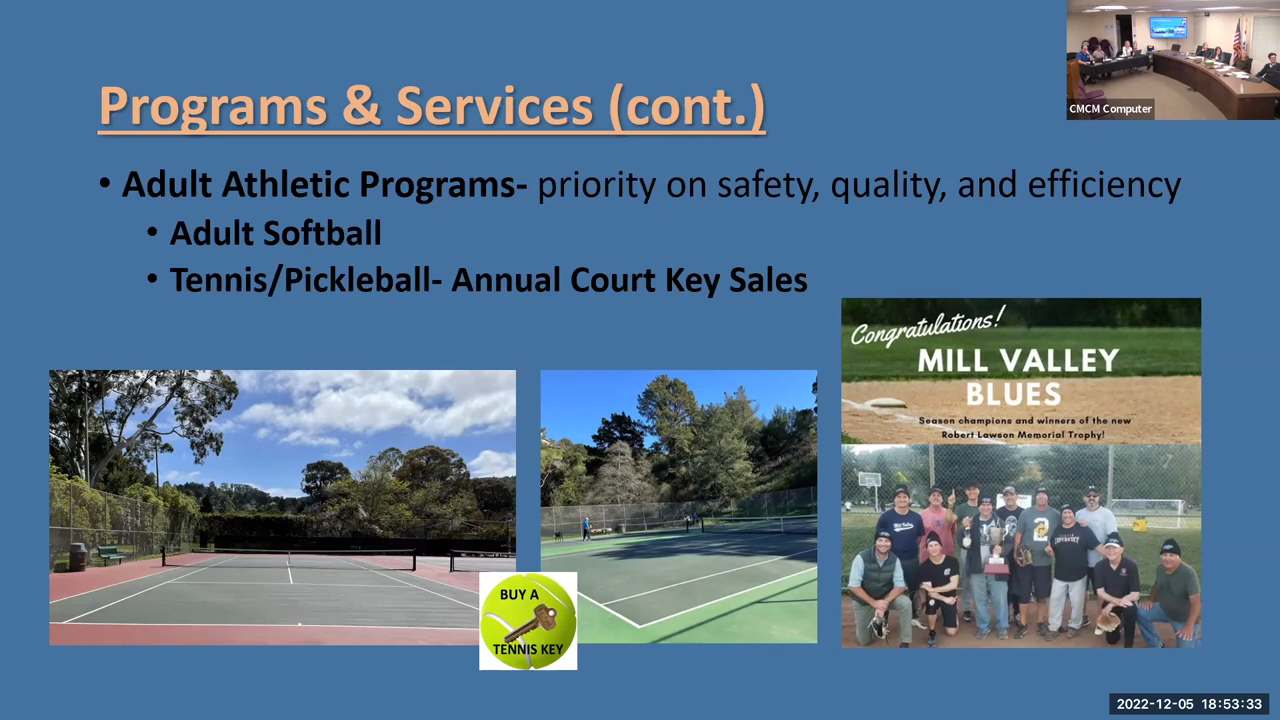 Programs & Services (cont.)
CMCM Computer
• Adult Athletic Programs- priority on safety, quality, and efficiency
• Adult Softball
• Tennis/Pickleball- Annual Court Key Sales
Congratulations!
MILL VALLEY
BLUES
Season champions and winners of the new
Robert Lawson Memorial Trophy!
BUY A
TENNIS KEY
2022-12-05 18:53:33